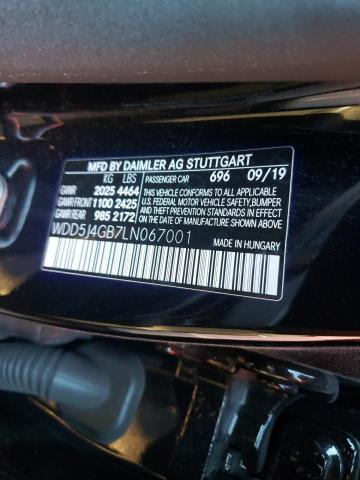 MFD BY DAIMLER AG STUTTGART
KG LBS
GAWR 2025 4464
GAWR FRONT 1100 2425
GAWR REAR 985 2172
PASSENGER CAR 696 09/19
THIS VEHICLE CONFORMS TO ALL APPLICABLE
U.S. FEDERAL MOTOR VEHICLE SAFETY,
BUMPER, AND THEFT PREVENTION STANDARDS
IN EFFECT ON THE DATE OF
MANUFACTURE SHOWN ABOVE.
WDD5J4GB7LN067001
MADE IN HUNGARY